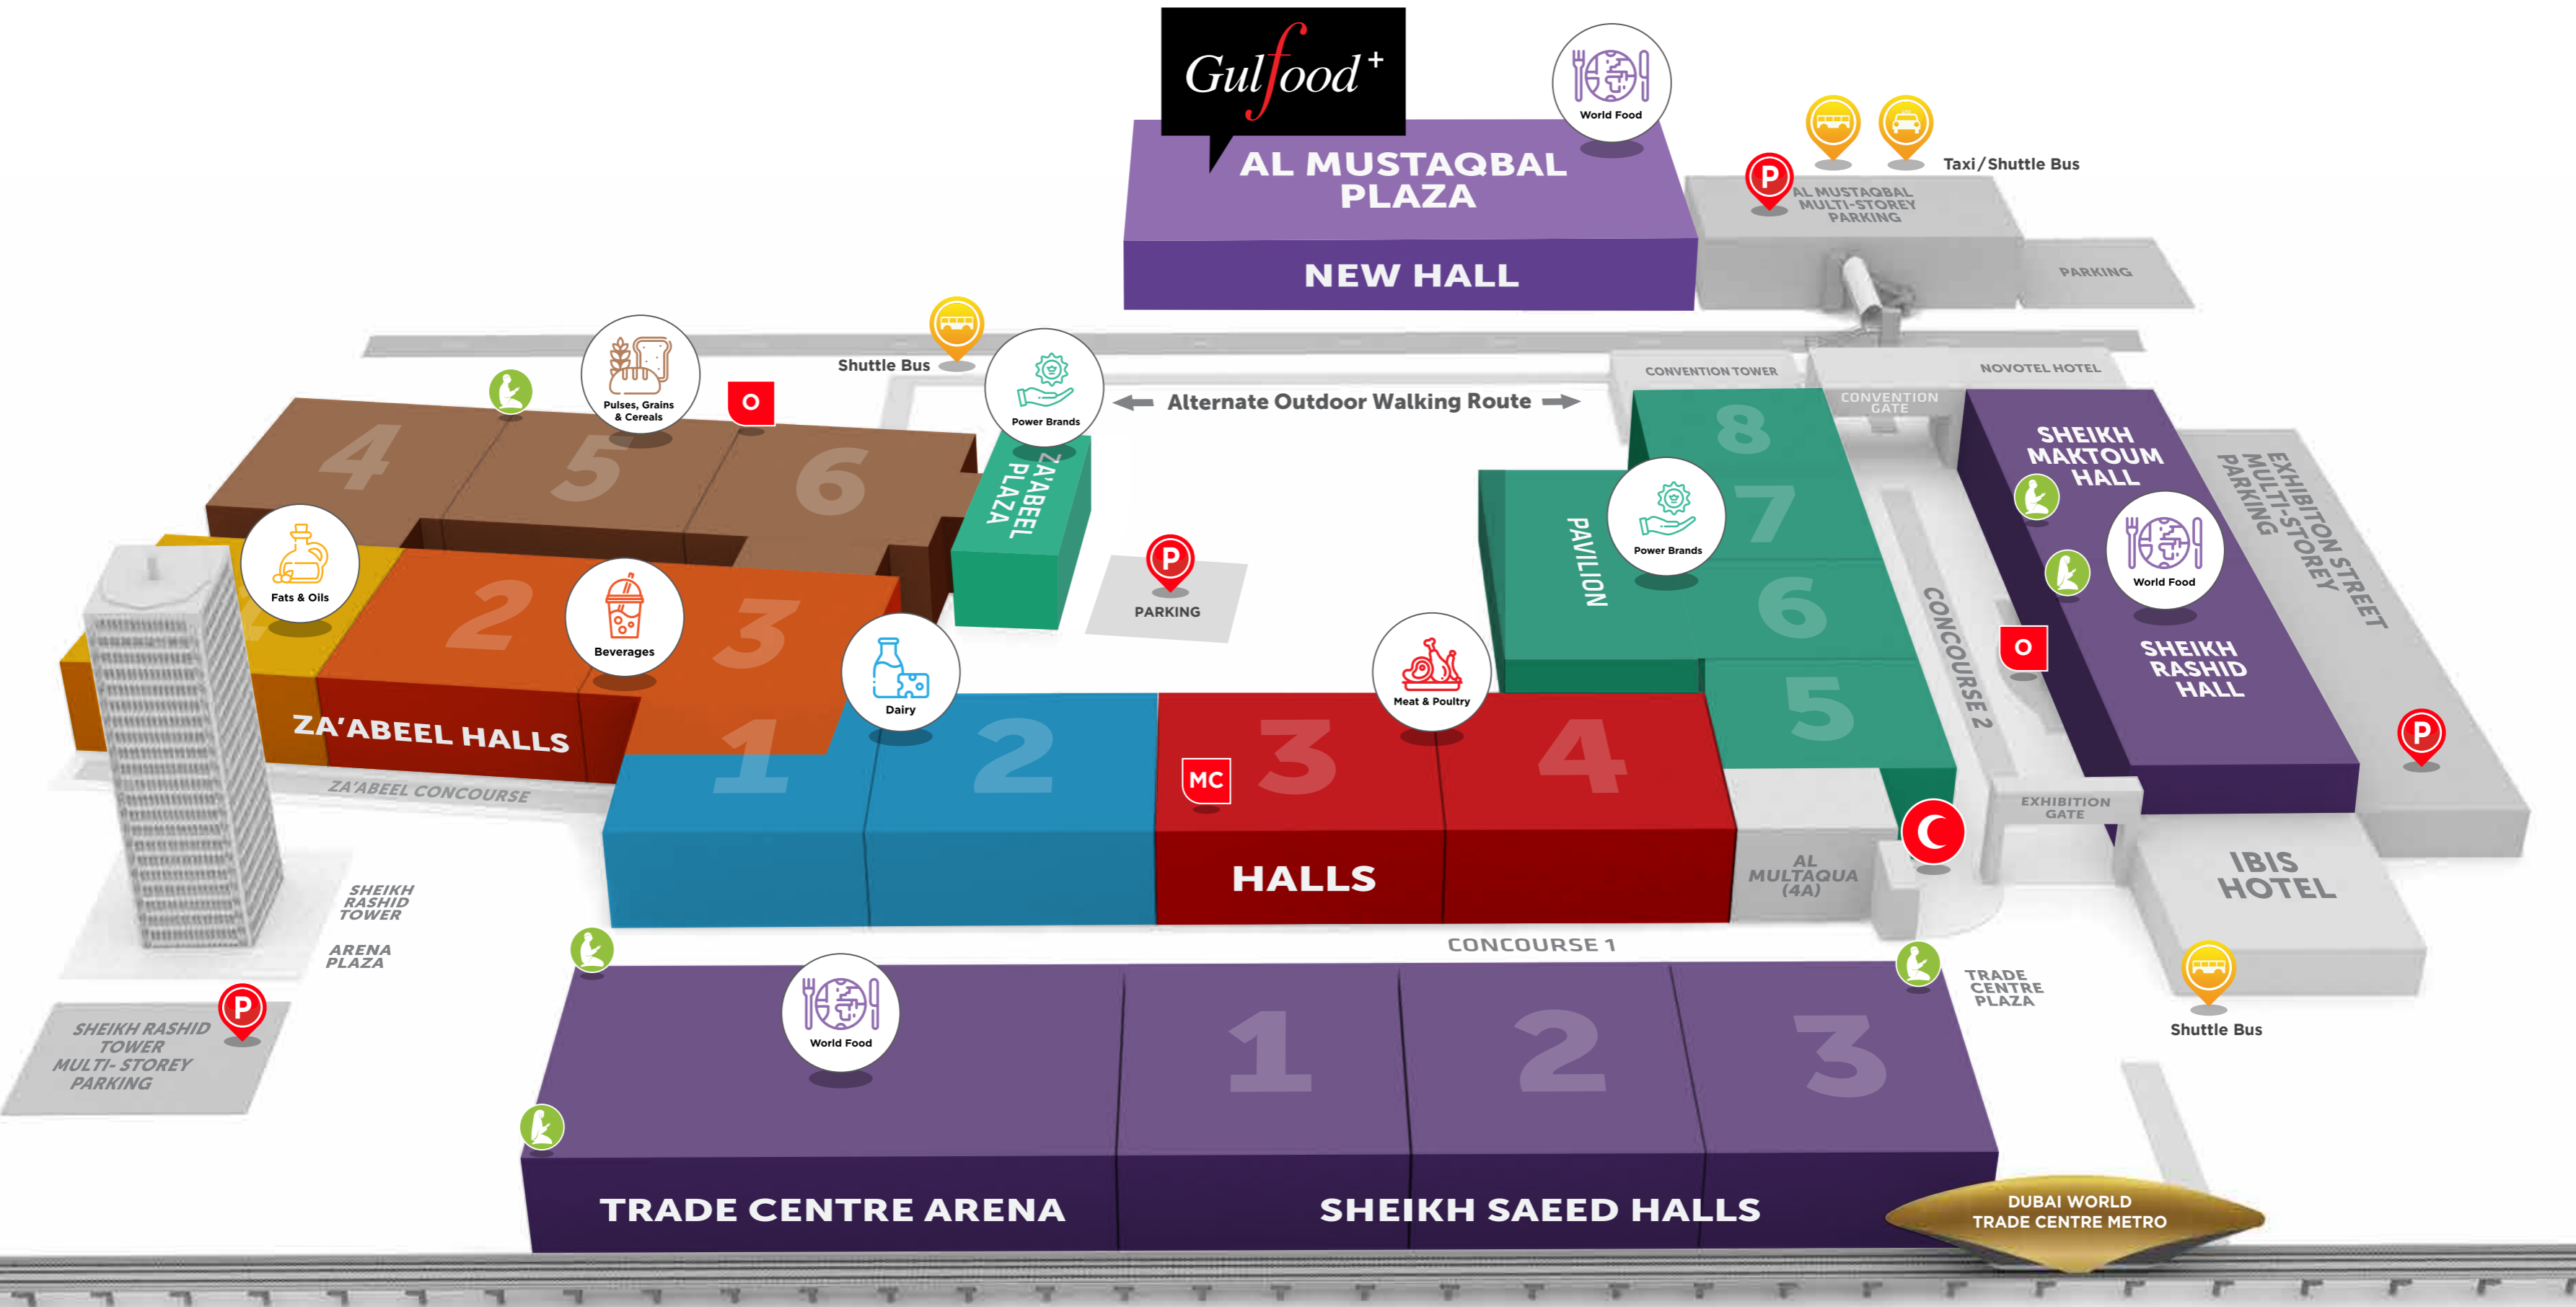 Gulfood+
World Food
AL MUSTAQBAL
PLAZA
NEW HALL
Taxi/Shuttle Bus
P
AL MUSTAQBAL
MULTI-STOREY
PARKING
PARKING
Shuttle Bus
Pulses, Grains
& Cereals
O
Power Brands
Alternate Outdoor Walking Route
CONVENTION TOWER
NOVOTEL HOTEL
CONVENTION
GATE
4
5
6
ZA'ABEEL
PLAZA
P
PARKING
8
7
6
5
PAVILION
Power Brands
CONCOURSE 2
SHEIKH
MAKTOUM
HALL
World Food
SHEIKH
RASHID
HALL
EXHIBITON STREET
MULTI-STOREY
PARKING
O
P
Fats & Oils
2
Beverages
3
ZA'ABEEL HALLS
ZA'ABEEL CONCOURSE
Dairy
1
2
Meat & Poultry
MC
3
4
HALLS
AL
MULTAQUA
(4A)
EXHIBITION
GATE
IBIS
HOTEL
SHEIKH
RASHID
TOWER
ARENA
PLAZA
P
SHEIKH RASHID
TOWER
MULTI- STOREY
PARKING
CONCOURSE 1
TRADE
CENTRE
PLAZA
Shuttle Bus
World Food
1
2
3
TRADE CENTRE ARENA
SHEIKH SAEED HALLS
DUBAI WORLD
TRADE CENTRE METRO